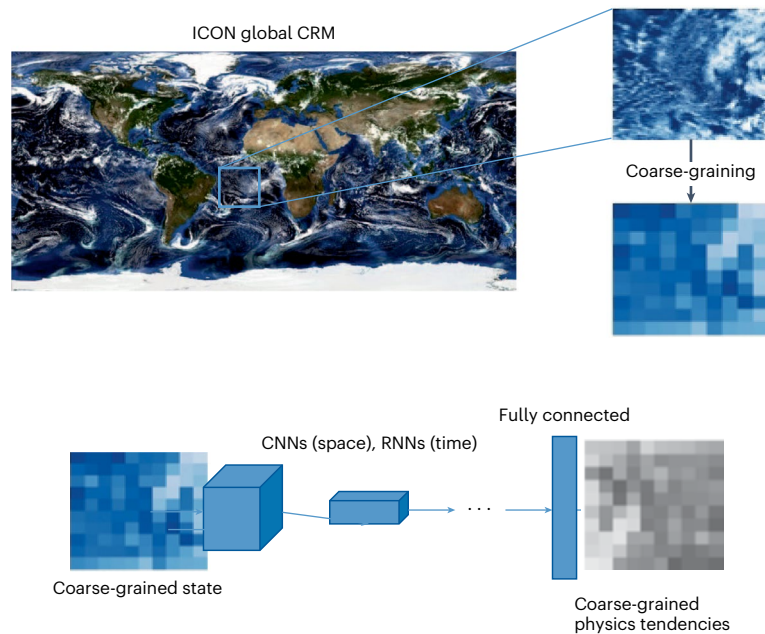 ICON global CRM
Coarse-graining
Fully connected
CNNs (space), RNNs (time)
. . .
Coarse-grained state
Coarse-grained
physics tendencies